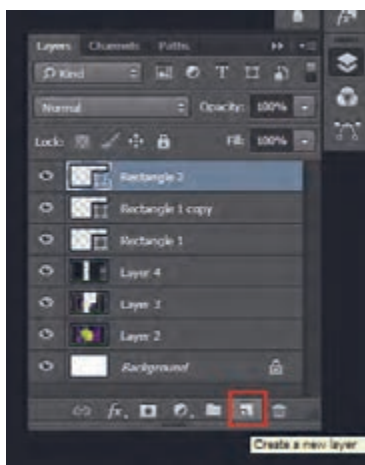 Layers Channels Paths
Kind
Normal Opacity: 100%
Lock: Fill: 100%
Rectangle 2
Rectangle 1 copy
Rectangle 1
Layer 4
Layer 3
Layer 2
Background
fx
Create a new layer